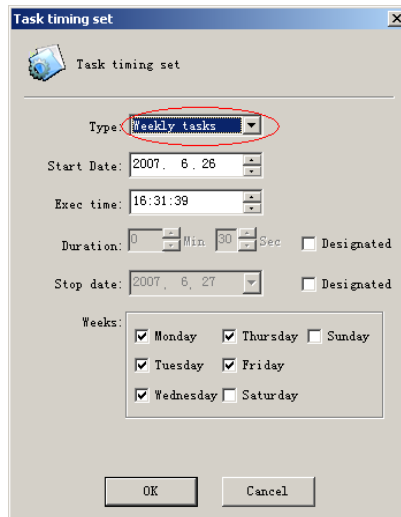 Task timing set
Task timing set
Type: Weekly tasks
Start Date: 2007. 6.26
Exec time: 16:31:39
Duration: 0 Min 30 Sec Designated
Stop date: 2007. 6. 27 Designated
Weeks:
Monday Thursday Sunday
Tuesday Friday
Wednesday Saturday
OK Cancel